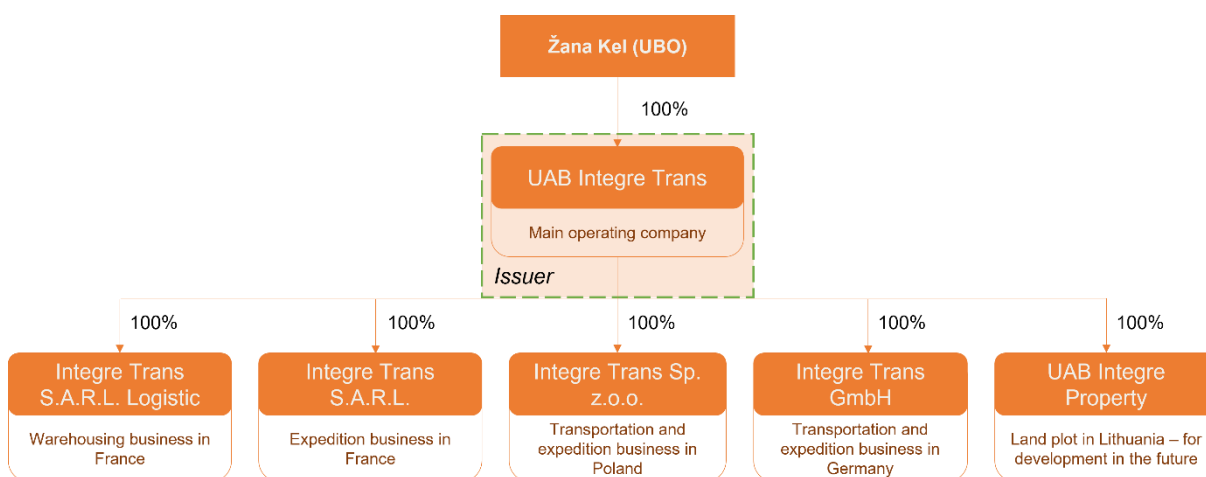 Žana Kel (UBO)
100%
UAB Integre Trans
Main operating company
Issuer
100%
100%
100%
100%
100%
Integre Trans
S.A.R.L. Logistic
Warehousing business in
France
Integre Trans
S.A.R.L.
Expedition business in
France
Integre Trans Sp.
z.o.o.
Transportation and
expedition business in
Poland
Integre Trans
GmbH
Transportation and
expedition business in
Germany
UAB Integre
Property
Land plot in Lithuania – for
development in the future